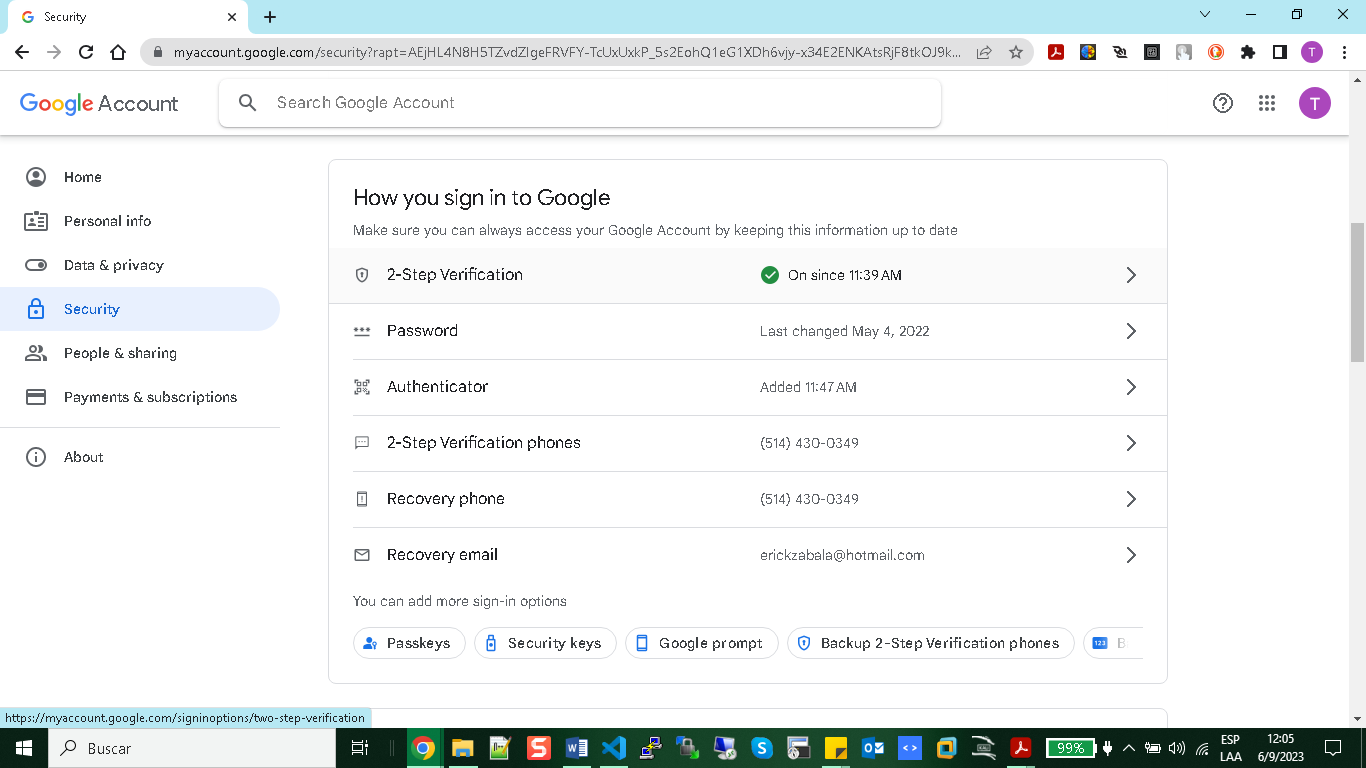 Security
myaccount.google.com/security?rapt=AEjHL4N8H5TZvdZlgeFRVFY-TcUxUxkP_5s2EohQ1eG1XDh6vjy-x34E2ENKAtsRjF8tkOJ9k...
T
Google Account
Search Google Account
T
Home
Personal info
Data & privacy
Security
People & sharing
Payments & subscriptions
About
How you sign in to Google
Make sure you can always access your Google Account by keeping this information up to date
2-Step Verification On since 11:39 AM
Password Last changed May 4, 2022
Authenticator Added 11:47 AM
2-Step Verification phones (514) 430-0349
Recovery phone (514) 430-0349
Recovery email erickzabala@hotmail.com
You can add more sign-in options
Passkeys Security keys Google prompt Backup 2-Step Verification phones 123 B
https://myaccount.google.com/signinoptions/two-step-verification
Buscar
99%
ESP
LAA
12:05
6/9/2023